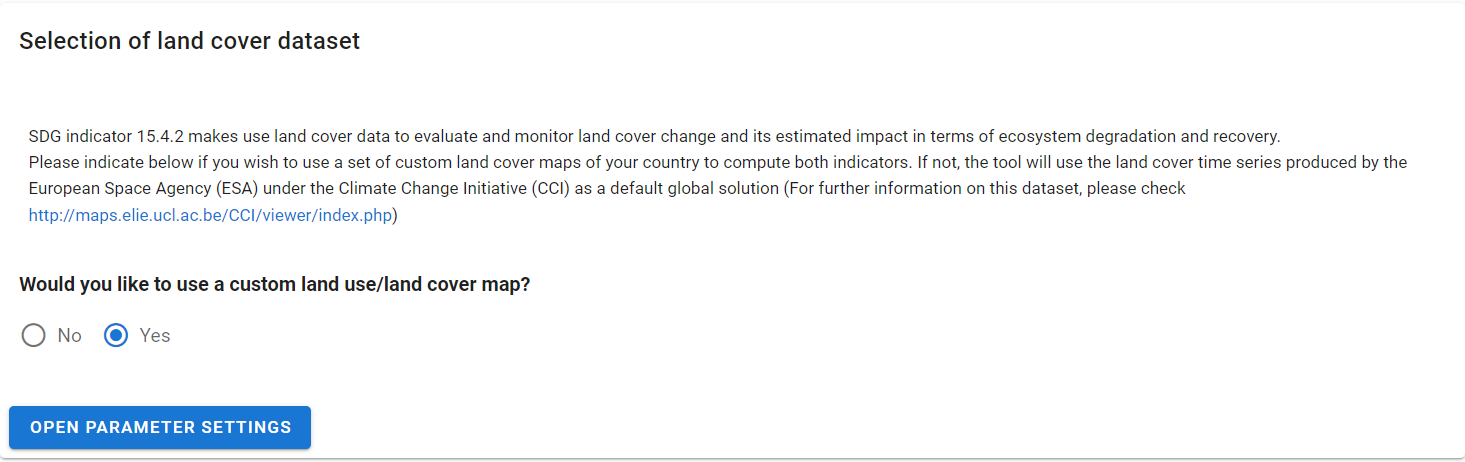 Selection of land cover dataset
SDG indicator 15.4.2 makes use land cover data to evaluate and monitor land cover change and its estimated impact in terms of ecosystem degradation and recovery.
Please indicate below if you wish to use a set of custom land cover maps of your country to compute both indicators. If not, the tool will use the land cover time series produced by the
European Space Agency (ESA) under the Climate Change Initiative (CCI) as a default global solution (For further information on this dataset, please check
http://maps.elie.ucl.ac.be/CCI/viewer/index.php)
Would you like to use a custom land use/land cover map?
No Yes
OPEN PARAMETER SETTINGS